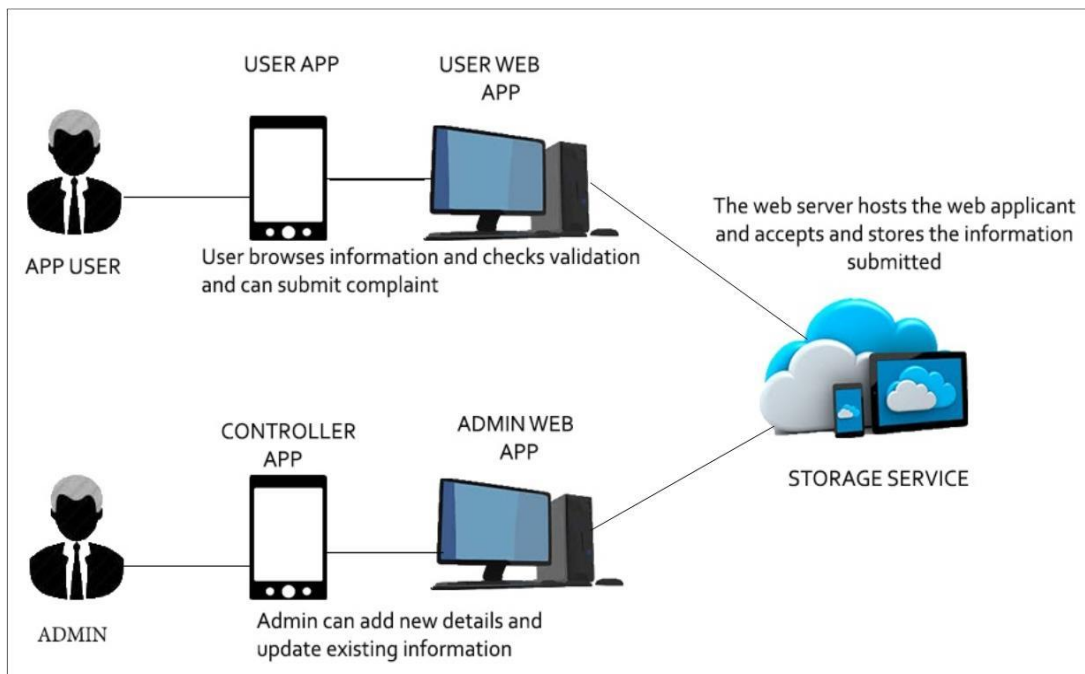 USER APP
USER WEB
APP
APP USER
User browses information and checks validation
and can submit complaint
The web server hosts the web applicant
and accepts and stores the information
submitted
STORAGE SERVICE
CONTROLLER
APP
ADMIN WEB
APP
ADMIN
Admin can add new details and
update existing information